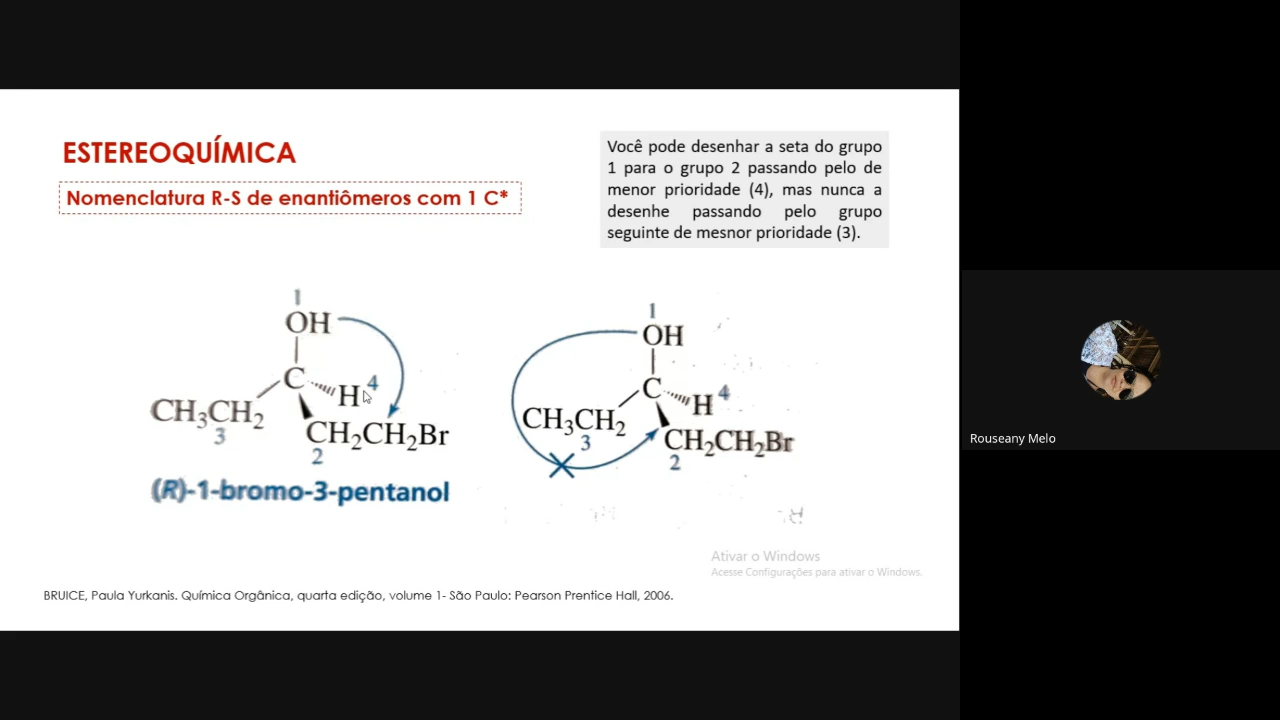 ESTEREOQUÍMICA
Nomenclatura R-S de enantiômeros com 1 C*
Você pode desenhar a seta do grupo
1 para o grupo 2 passando pelo de
menor prioridade (4), mas nunca a
desenhe passando pelo grupo
seguinte de mesnor prioridade (3).
1
OH
C
H 4
CH₃CH₂
3
CH₂CH₂Br
2
(R)-1-bromo-3-pentanol
1
OH
C
H 4
CH₃CH₂
3
CH₂CH₂Br
2
Ativar o Windows
Acesse Configurações para ativar o Windows.
BRUICE, Paula Yurkanis. Química Orgânica, quarta edição, volume 1- São Paulo: Pearson Prentice Hall, 2006.
Rouseany Melo